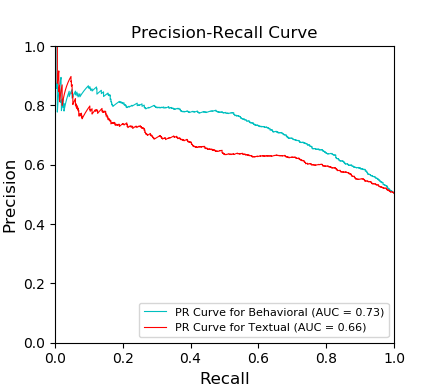 Precision-Recall Curve
1.0
0.8
0.6
0.4
0.2
0.0
Precision
PR Curve for Behavioral (AUC = 0.73)
PR Curve for Textual (AUC = 0.66)
0.0 0.2 0.4 0.6 0.8 1.0
Recall